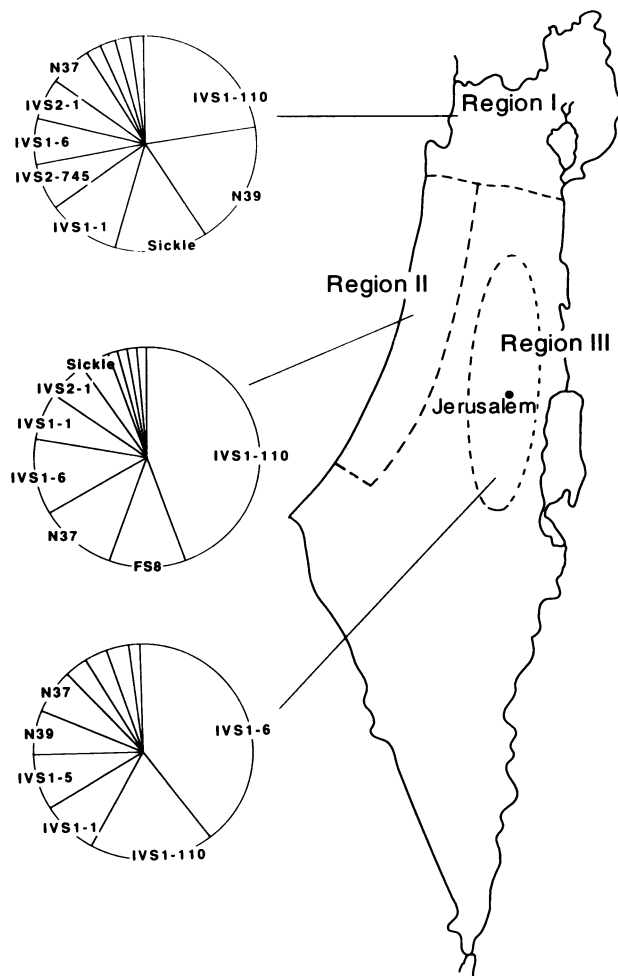 N37
IVS1-110
IVS2-1
IVS1-6
IVS2-745
N39
IVS1-1
Sickle
Region I
Region II
Region III
Jerusalem
Sickle
IVS2-1
IVS1-1
IVS1-110
IVS1-6
N37
FS8
N37
IVS1-6
N39
IVS1-5
IVS1-1
IVS1-110